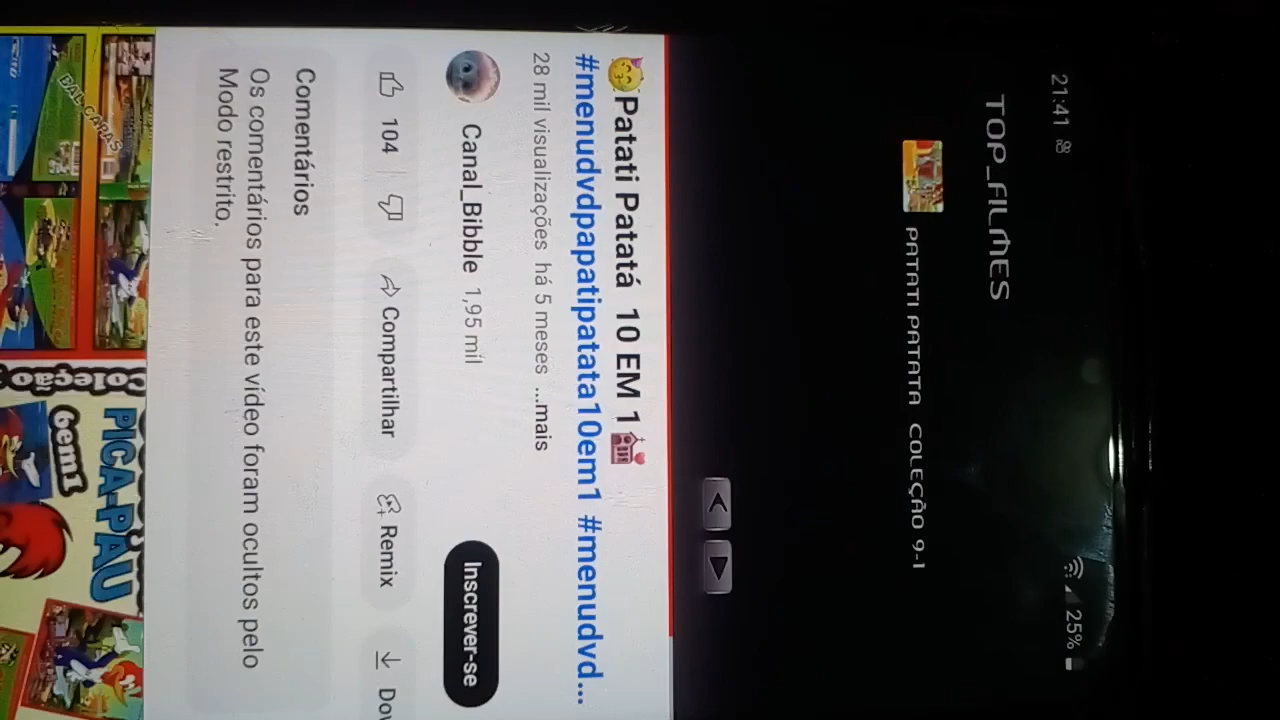 21:41
25%
TOP_FILMES
PATATI PATATA COLEÇÃO 9-1
Patati Patatá 10 EM 1
#menudvdpapatipatata10em1 #menudvd...
28 mil visualizações há 5 meses ...mais
Canal_Bibble 1,95 mil
Inscrever-se
104
Compartilhar
Remix
Comentários
Os comentários para este vídeo foram ocultos pelo
Modo restrito.
Coleção
PICA-PAU
6em1